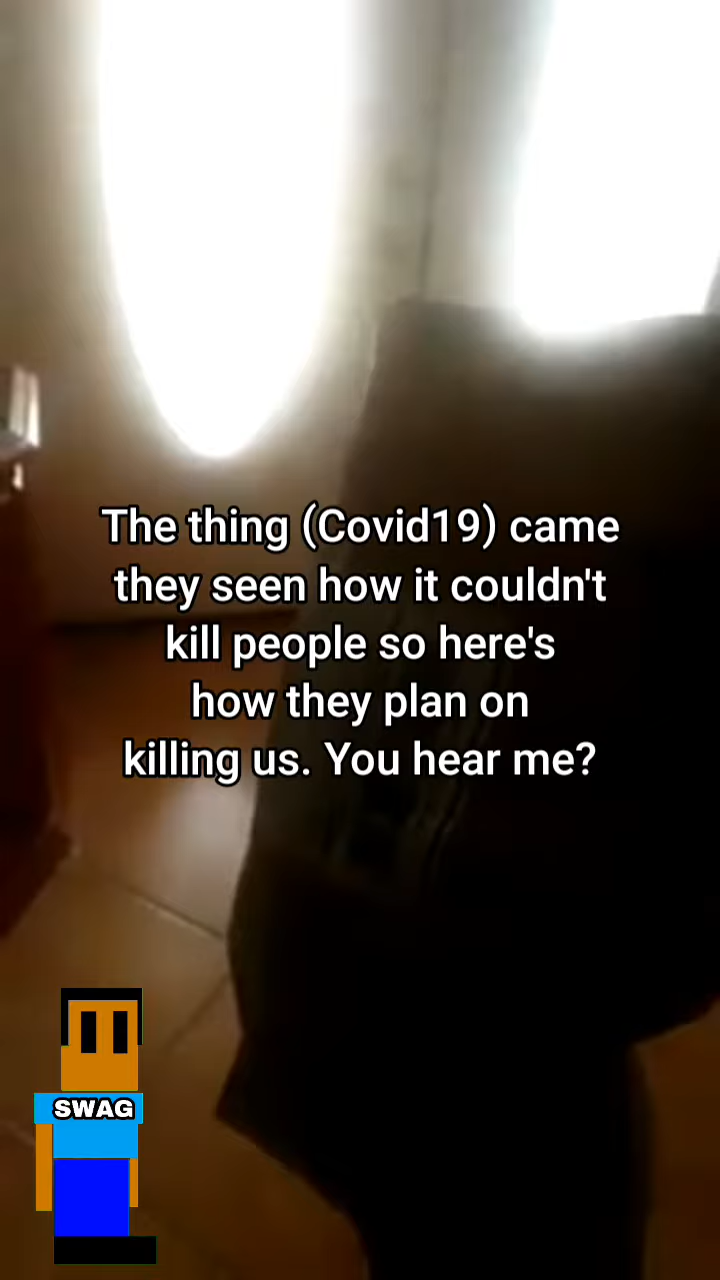 The thing (Covid19) came
they seen how it couldn't
kill people so here's
how they plan on
killing us. You hear me?
SWAG